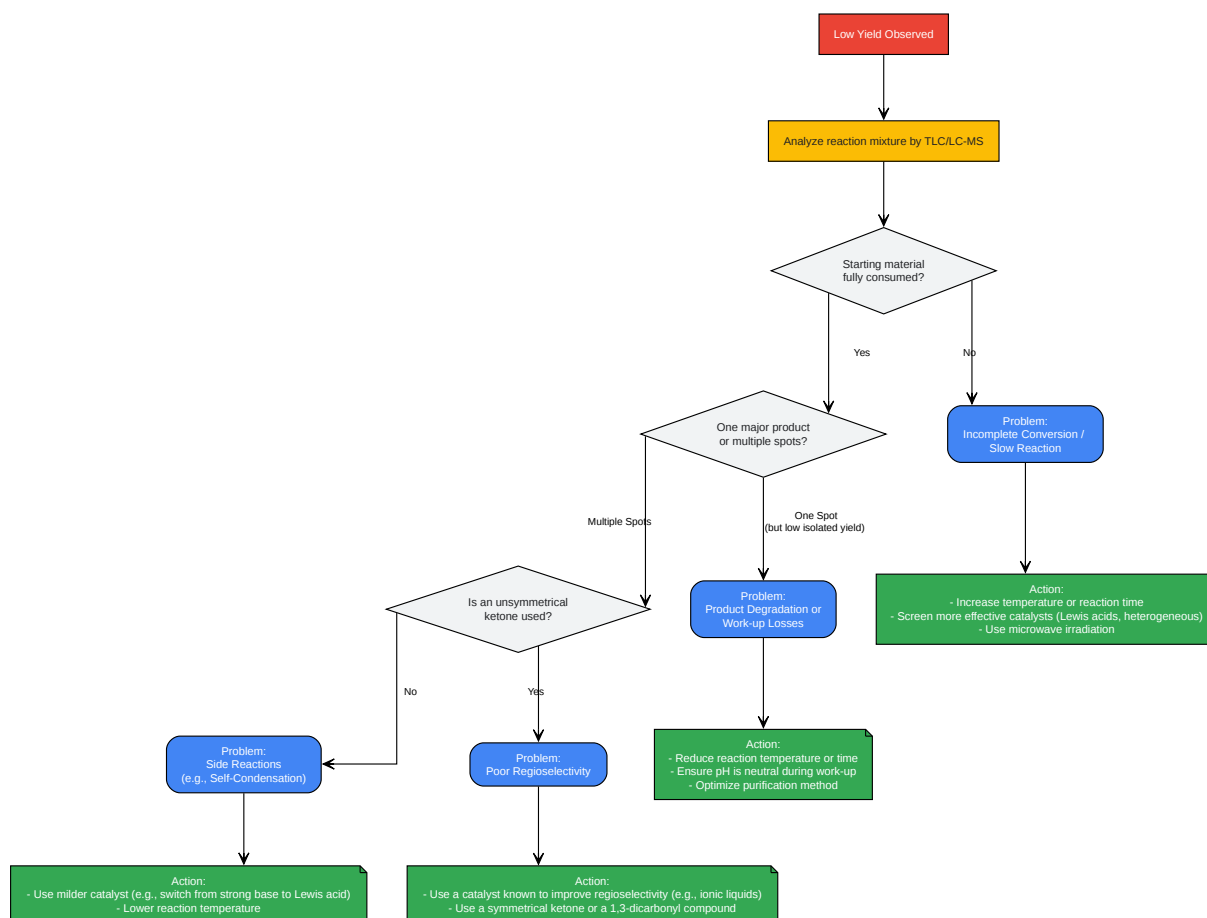 Low Yield Observed
Analyze reaction mixture by TLC/LC-MS
Starting material
fully consumed?
Yes
No
One major product
or multiple spots?
Problem:
Incomplete Conversion /
Slow Reaction
Multiple Spots
One Spot
(but low isolated yield)
Is an unsymmetrical
ketone used?
Problem:
Product Degradation or
Work-up Losses
Action:
- Increase temperature or reaction time
- Screen more effective catalysts (Lewis acids, heterogeneous)
- Use microwave irradiation
No
Yes
Problem:
Side Reactions
(e.g., Self-Condensation)
Problem:
Poor Regioselectivity
Action:
- Reduce reaction temperature or time
- Ensure pH is neutral during work-up
- Optimize purification method
Action:
- Use milder catalyst (e.g., switch from strong base to Lewis acid)
- Lower reaction temperature
Action:
- Use a catalyst known to improve regioselectivity (e.g., ionic liquids)
- Use a symmetrical ketone or a 1,3-dicarbonyl compound